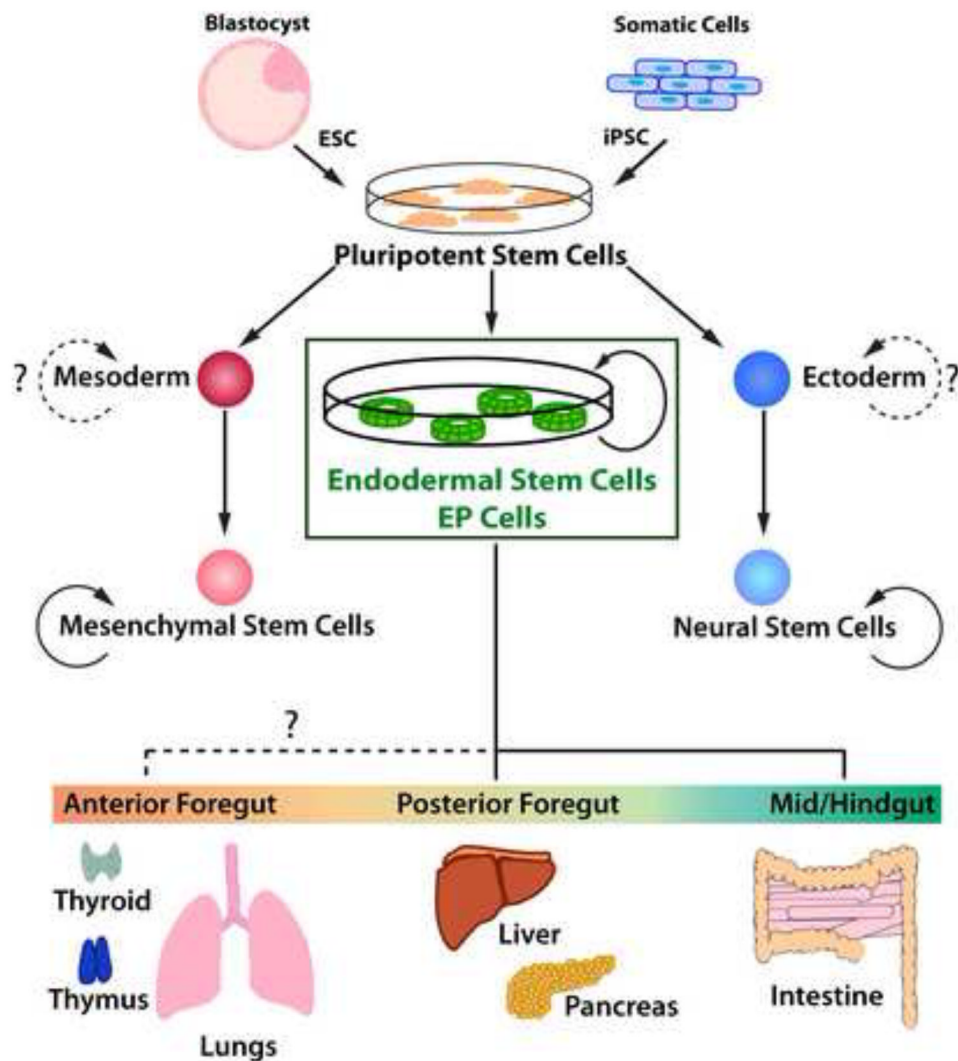 Blastocyst
Somatic Cells
ESC
iPSC
Pluripotent Stem Cells
?
Mesoderm
Ectoderm
?
Endodermal Stem Cells
EP Cells
Mesenchymal Stem Cells
Neural Stem Cells
?
Anterior Foregut
Posterior Foregut
Mid/Hindgut
Thyroid
Thymus
Lungs
Liver
Pancreas
Intestine